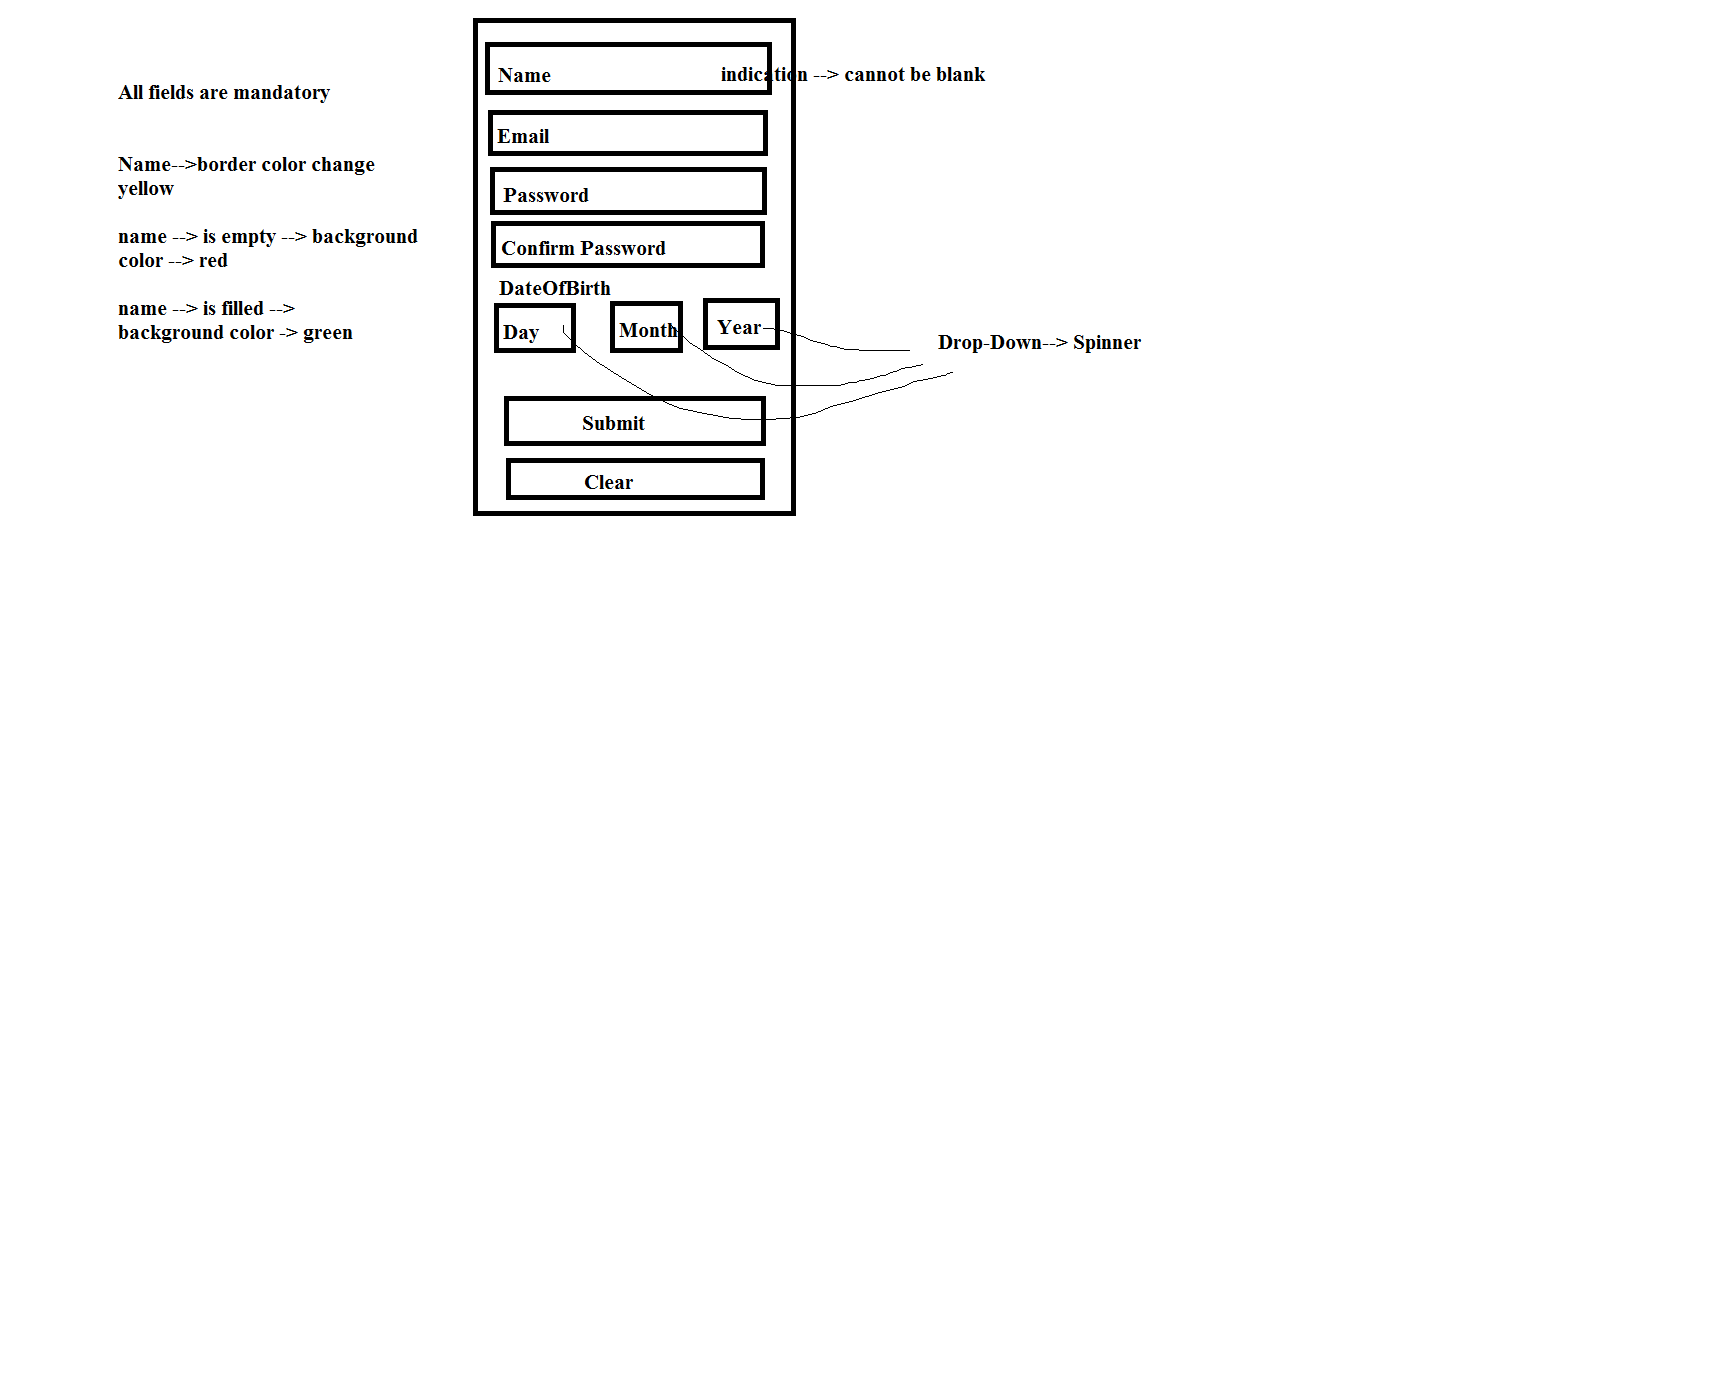 All fields are mandatory
Name-->border color change
yellow
name --> is empty --> background
color --> red
name --> is filled -->
background color -> green
Name
indication --> cannot be blank
Email
Password
Confirm Password
DateOfBirth
Day
Month
Year
Drop-Down--> Spinner
Submit
Clear